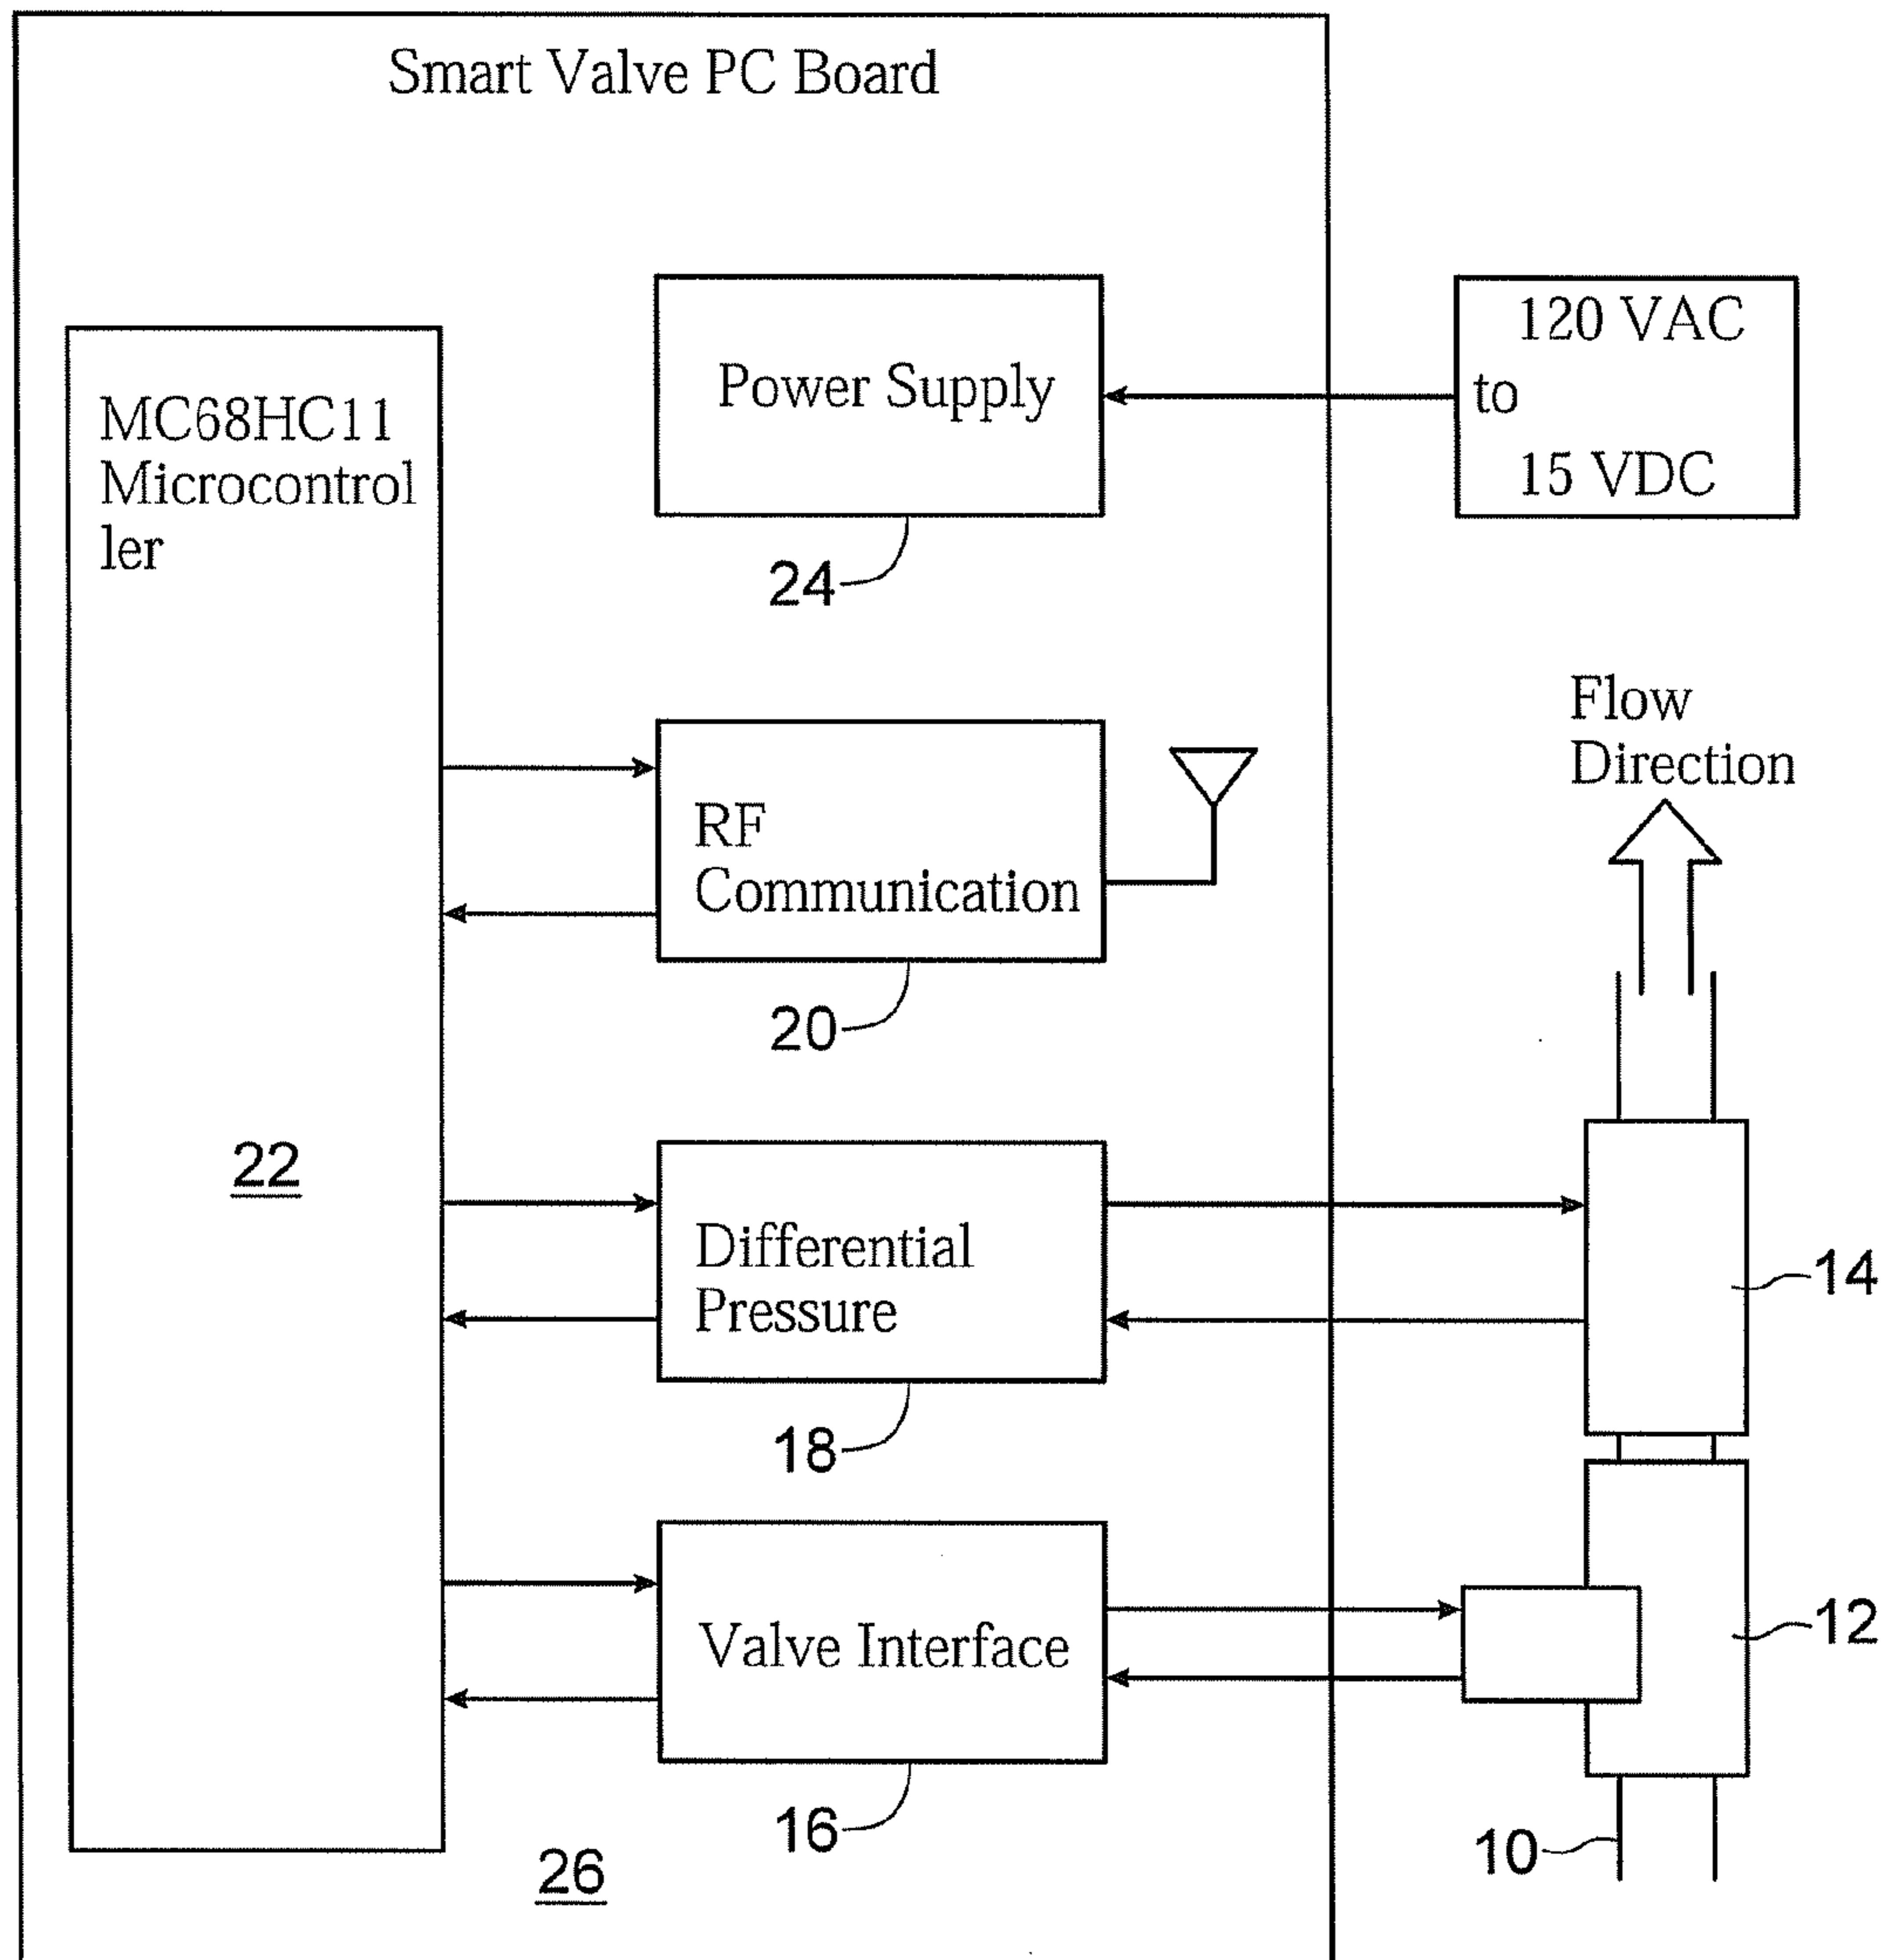 Smart Valve PC Board
MC68HC11
Microcontrol
ler
22
Power Supply
24
120 VAC
to
15 VDC
RF
Communication
20
Flow
Direction
Differential
Pressure
18
14
Valve Interface
16
12
10
26